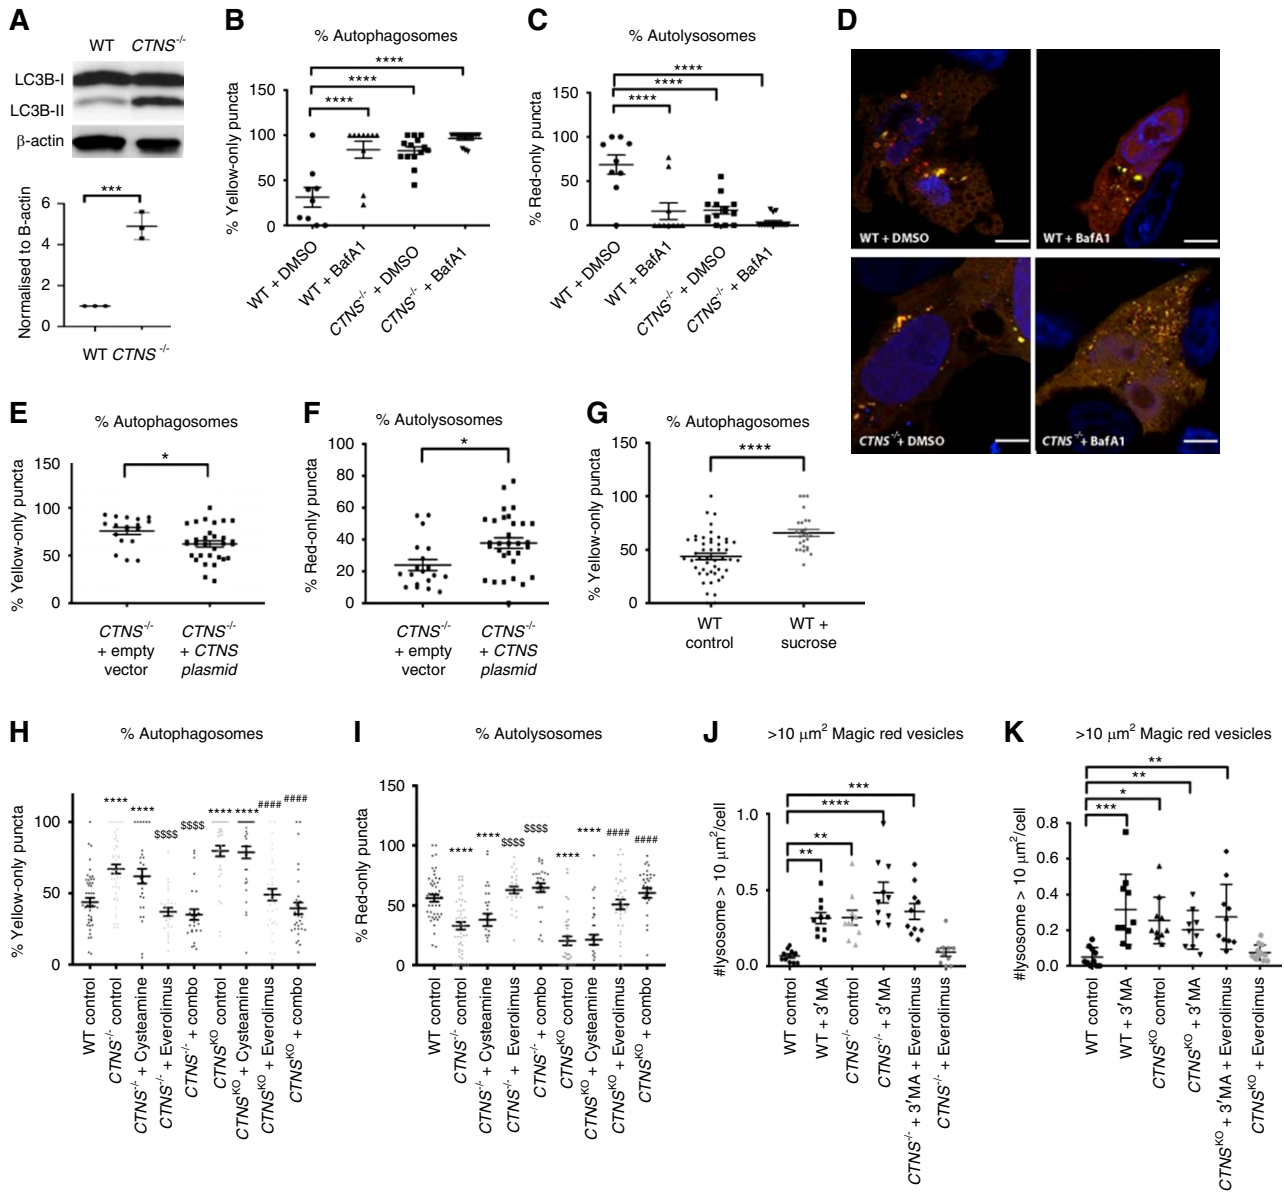 A
WT CTNS-/-
LC3B-I
LC3B-II
β-actin
***
Normalised to B-actin
6
4
2
0
WT CTNS -/-
B
% Autophagosomes
% Yellow-only puncta
150
100
50
0
****
****
****
WT + DMSO
WT + BafA1
CTNS-/- + DMSO
CTNS-/- + BafA1
C
% Autolysosomes
% Red-only puncta
150
100
50
0
****
****
****
WT + DMSO
WT + BafA1
CTNS-/- + DMSO
CTNS-/- + BafA1
D
WT + DMSO
WT + BafA1
CTNS-/- + DMSO
CTNS-/- + BafA1
E
% Autophagosomes
% Yellow-only puncta
150
100
50
0
*
CTNS-/-
+ empty
vector
CTNS-/-
+ CTNS
plasmid
F
% Autolysosomes
% Red-only puncta
100
80
60
40
20
0
*
CTNS-/-
+ empty
vector
CTNS-/-
+ CTNS
plasmid
G
% Autophagosomes
% Yellow-only puncta
150
100
50
0
****
WT
control
WT +
sucrose
H
% Autophagosomes
% Yellow-only puncta
100
50
0
**** **** $$$$ $$$$ **** **** #### ####
WT control
CTNS-/- control
CTNS-/- + Cysteamine
CTNS-/- + Everolimus
CTNS-/- + combo
CTNSKO control
CTNSKO + Cysteamine
CTNSKO + Everolimus
CTNSKO + combo
I
% Autolysosomes
% Red-only puncta
150
100
50
0
**** **** $$$$ $$$$ **** **** #### ####
WT control
CTNS-/- control
CTNS-/- + Cysteamine
CTNS-/- + Everolimus
CTNS-/- + combo
CTNSKO control
CTNSKO + Cysteamine
CTNSKO + Everolimus
CTNSKO + combo
J
>10 μm2 Magic red vesicles
#lysosome > 10 μm2/cell
1.0
0.5
0.0
***
****
**
**
WT control
WT + 3′MA
CTNS-/- control
CTNS-/- + 3′MA
CTNS-/- + 3′MA + Everolimus
CTNS-/- + Everolimus
K
>10 μm2 Magic red vesicles
#lysosome > 10 μm2/cell
0.8
0.6
0.4
0.2
0.0
**
**
*
***
WT control
WT + 3′MA
CTNSKO control
CTNSKO + 3′MA
CTNSKO + 3′MA + Everolimus
CTNSKO + Everolimus